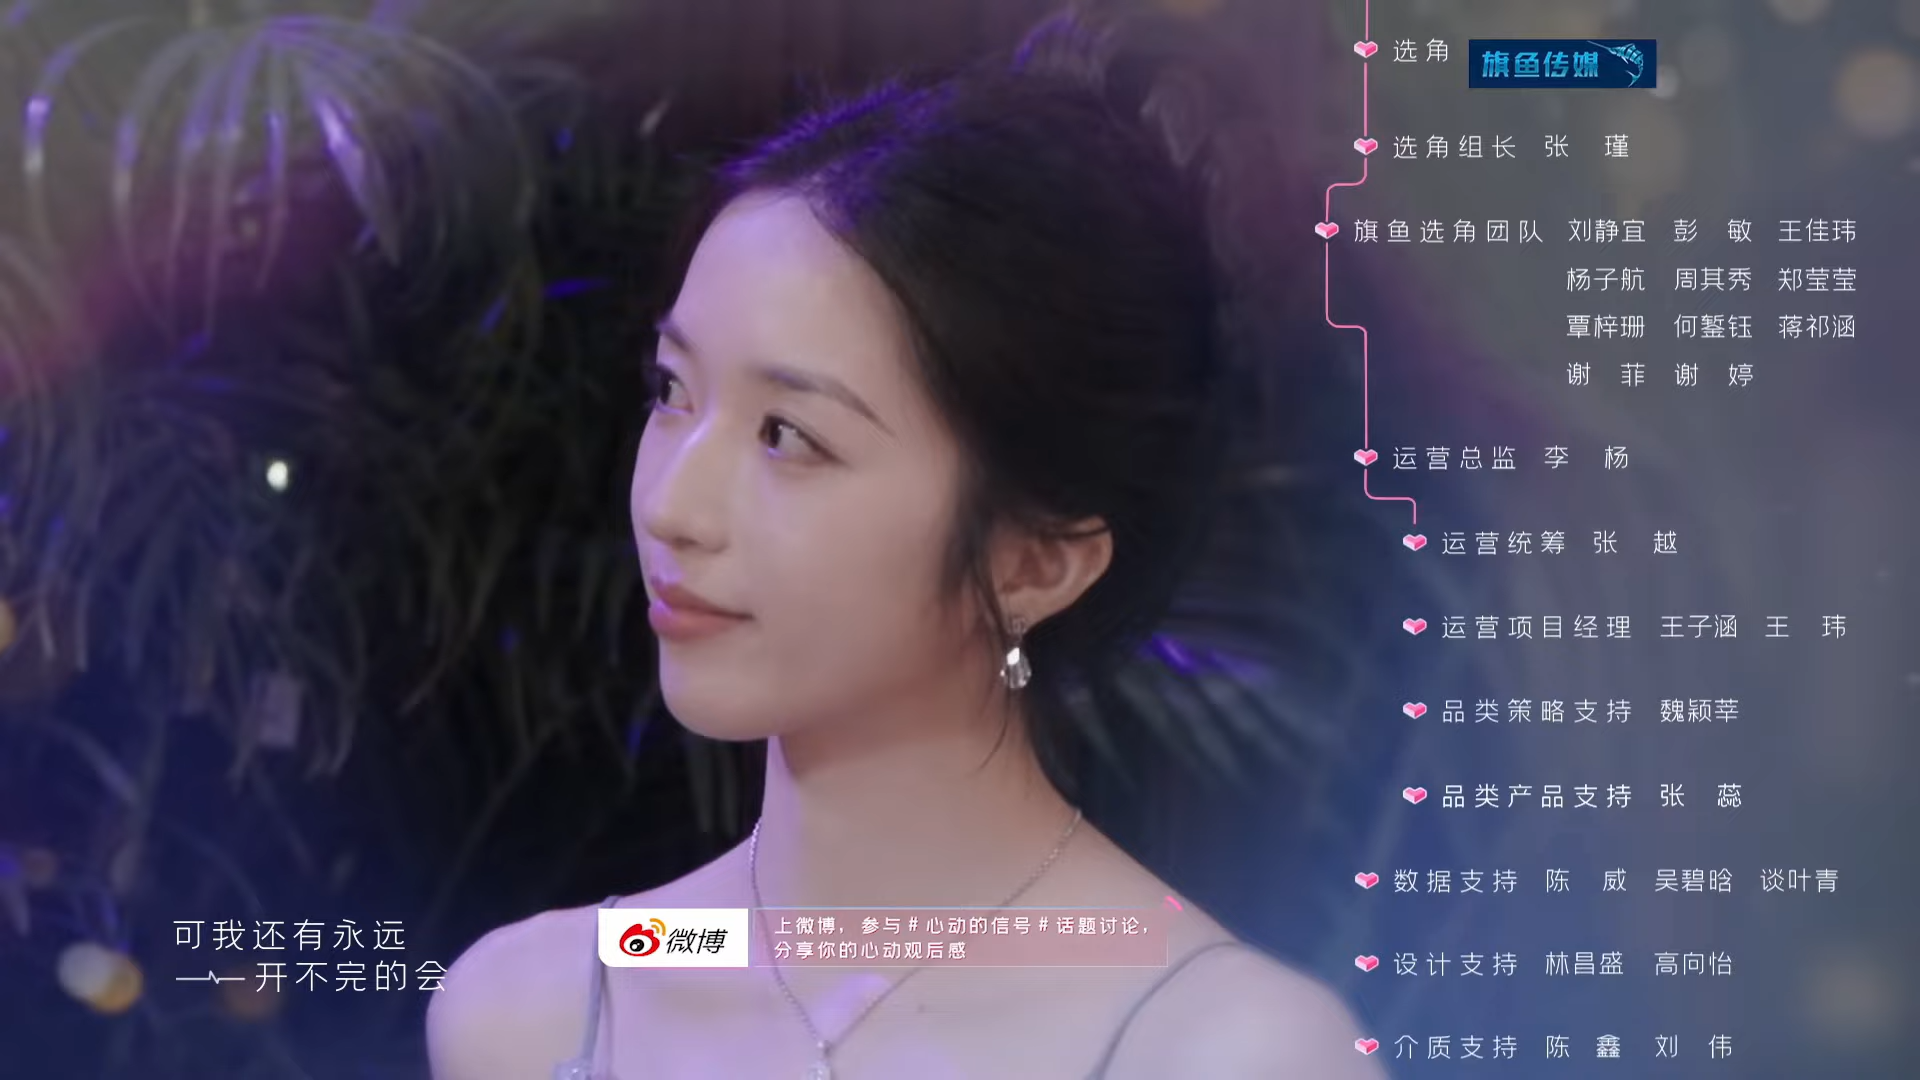 选角 旗鱼传媒
选角组长 张 瑾
旗鱼选角团队 刘静宜 彭 敏 王佳玮
杨子航 周其秀 郑莹莹
覃梓珊 何錾钰 蒋祁涵
谢 菲 谢 婷
运营总监 李 杨
运营统筹 张 越
运营项目经理 王子涵 王 玮
品类策略支持 魏颖莘
品类产品支持 张 蕊
数据支持 陈 威 吴碧晗 谈叶青
设计支持 林昌盛 高向怡
介质支持 陈 鑫 刘 伟
可我还有永远
开不完的会
微博
上微博，参与#心动的信号#话题讨论，
分享你的心动观后感